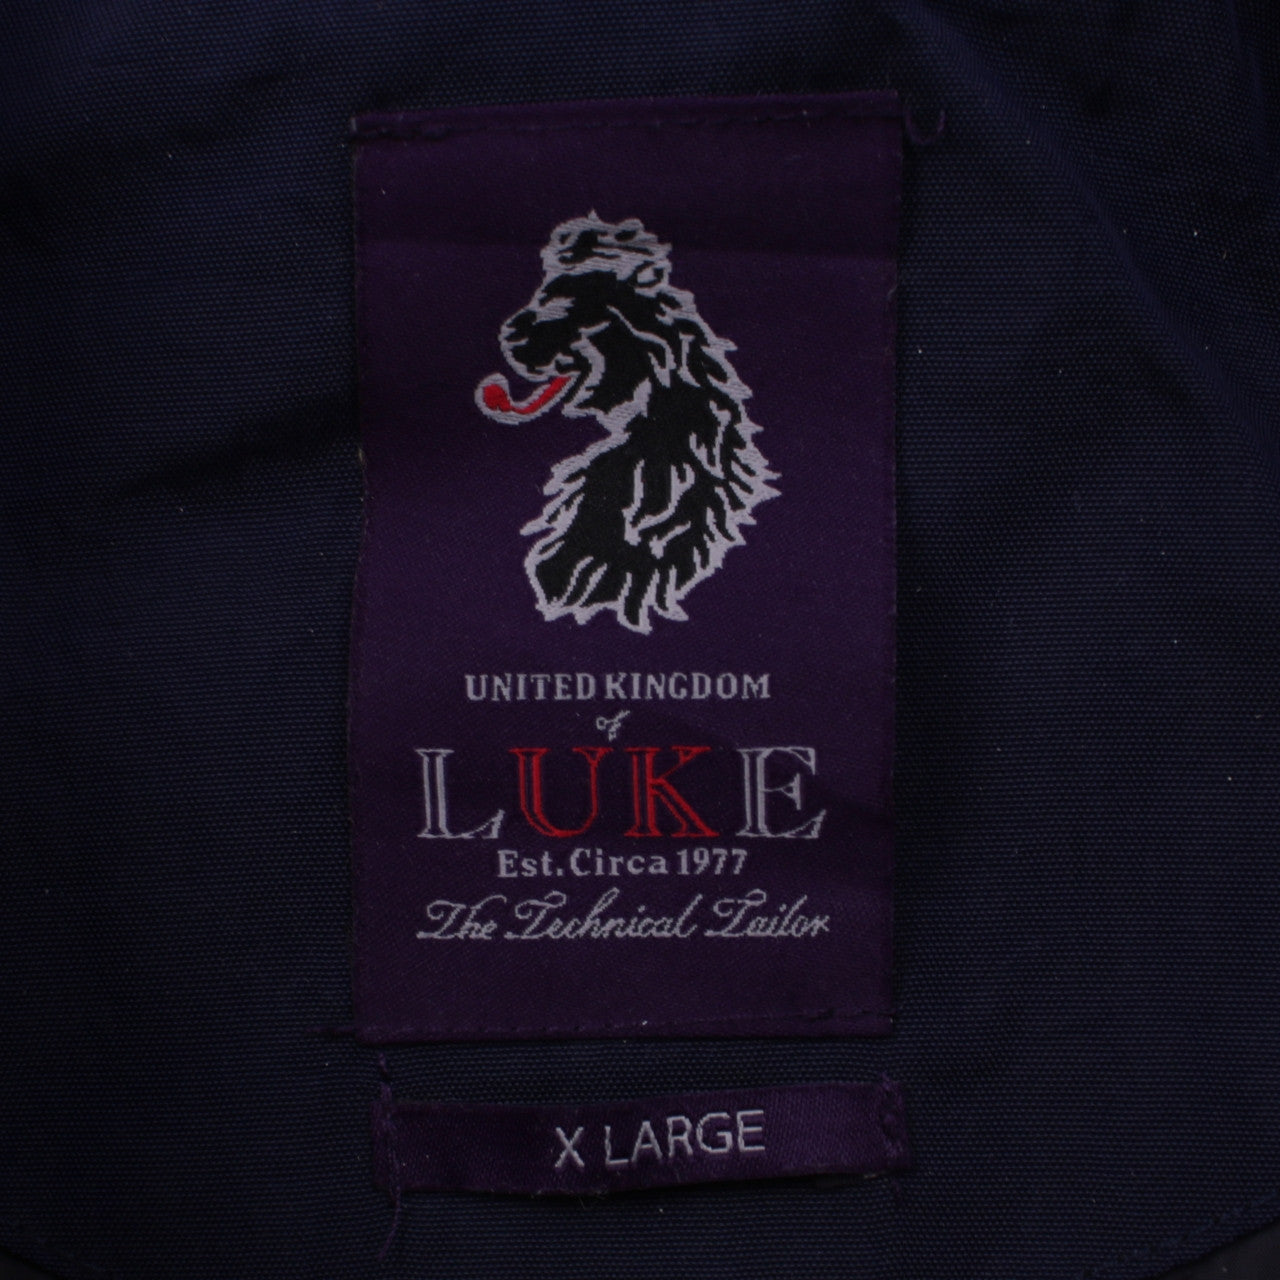 UNITED KINGDOM
of
LUKE
Est. Circa 1977
The Technical Tailor
X LARGE